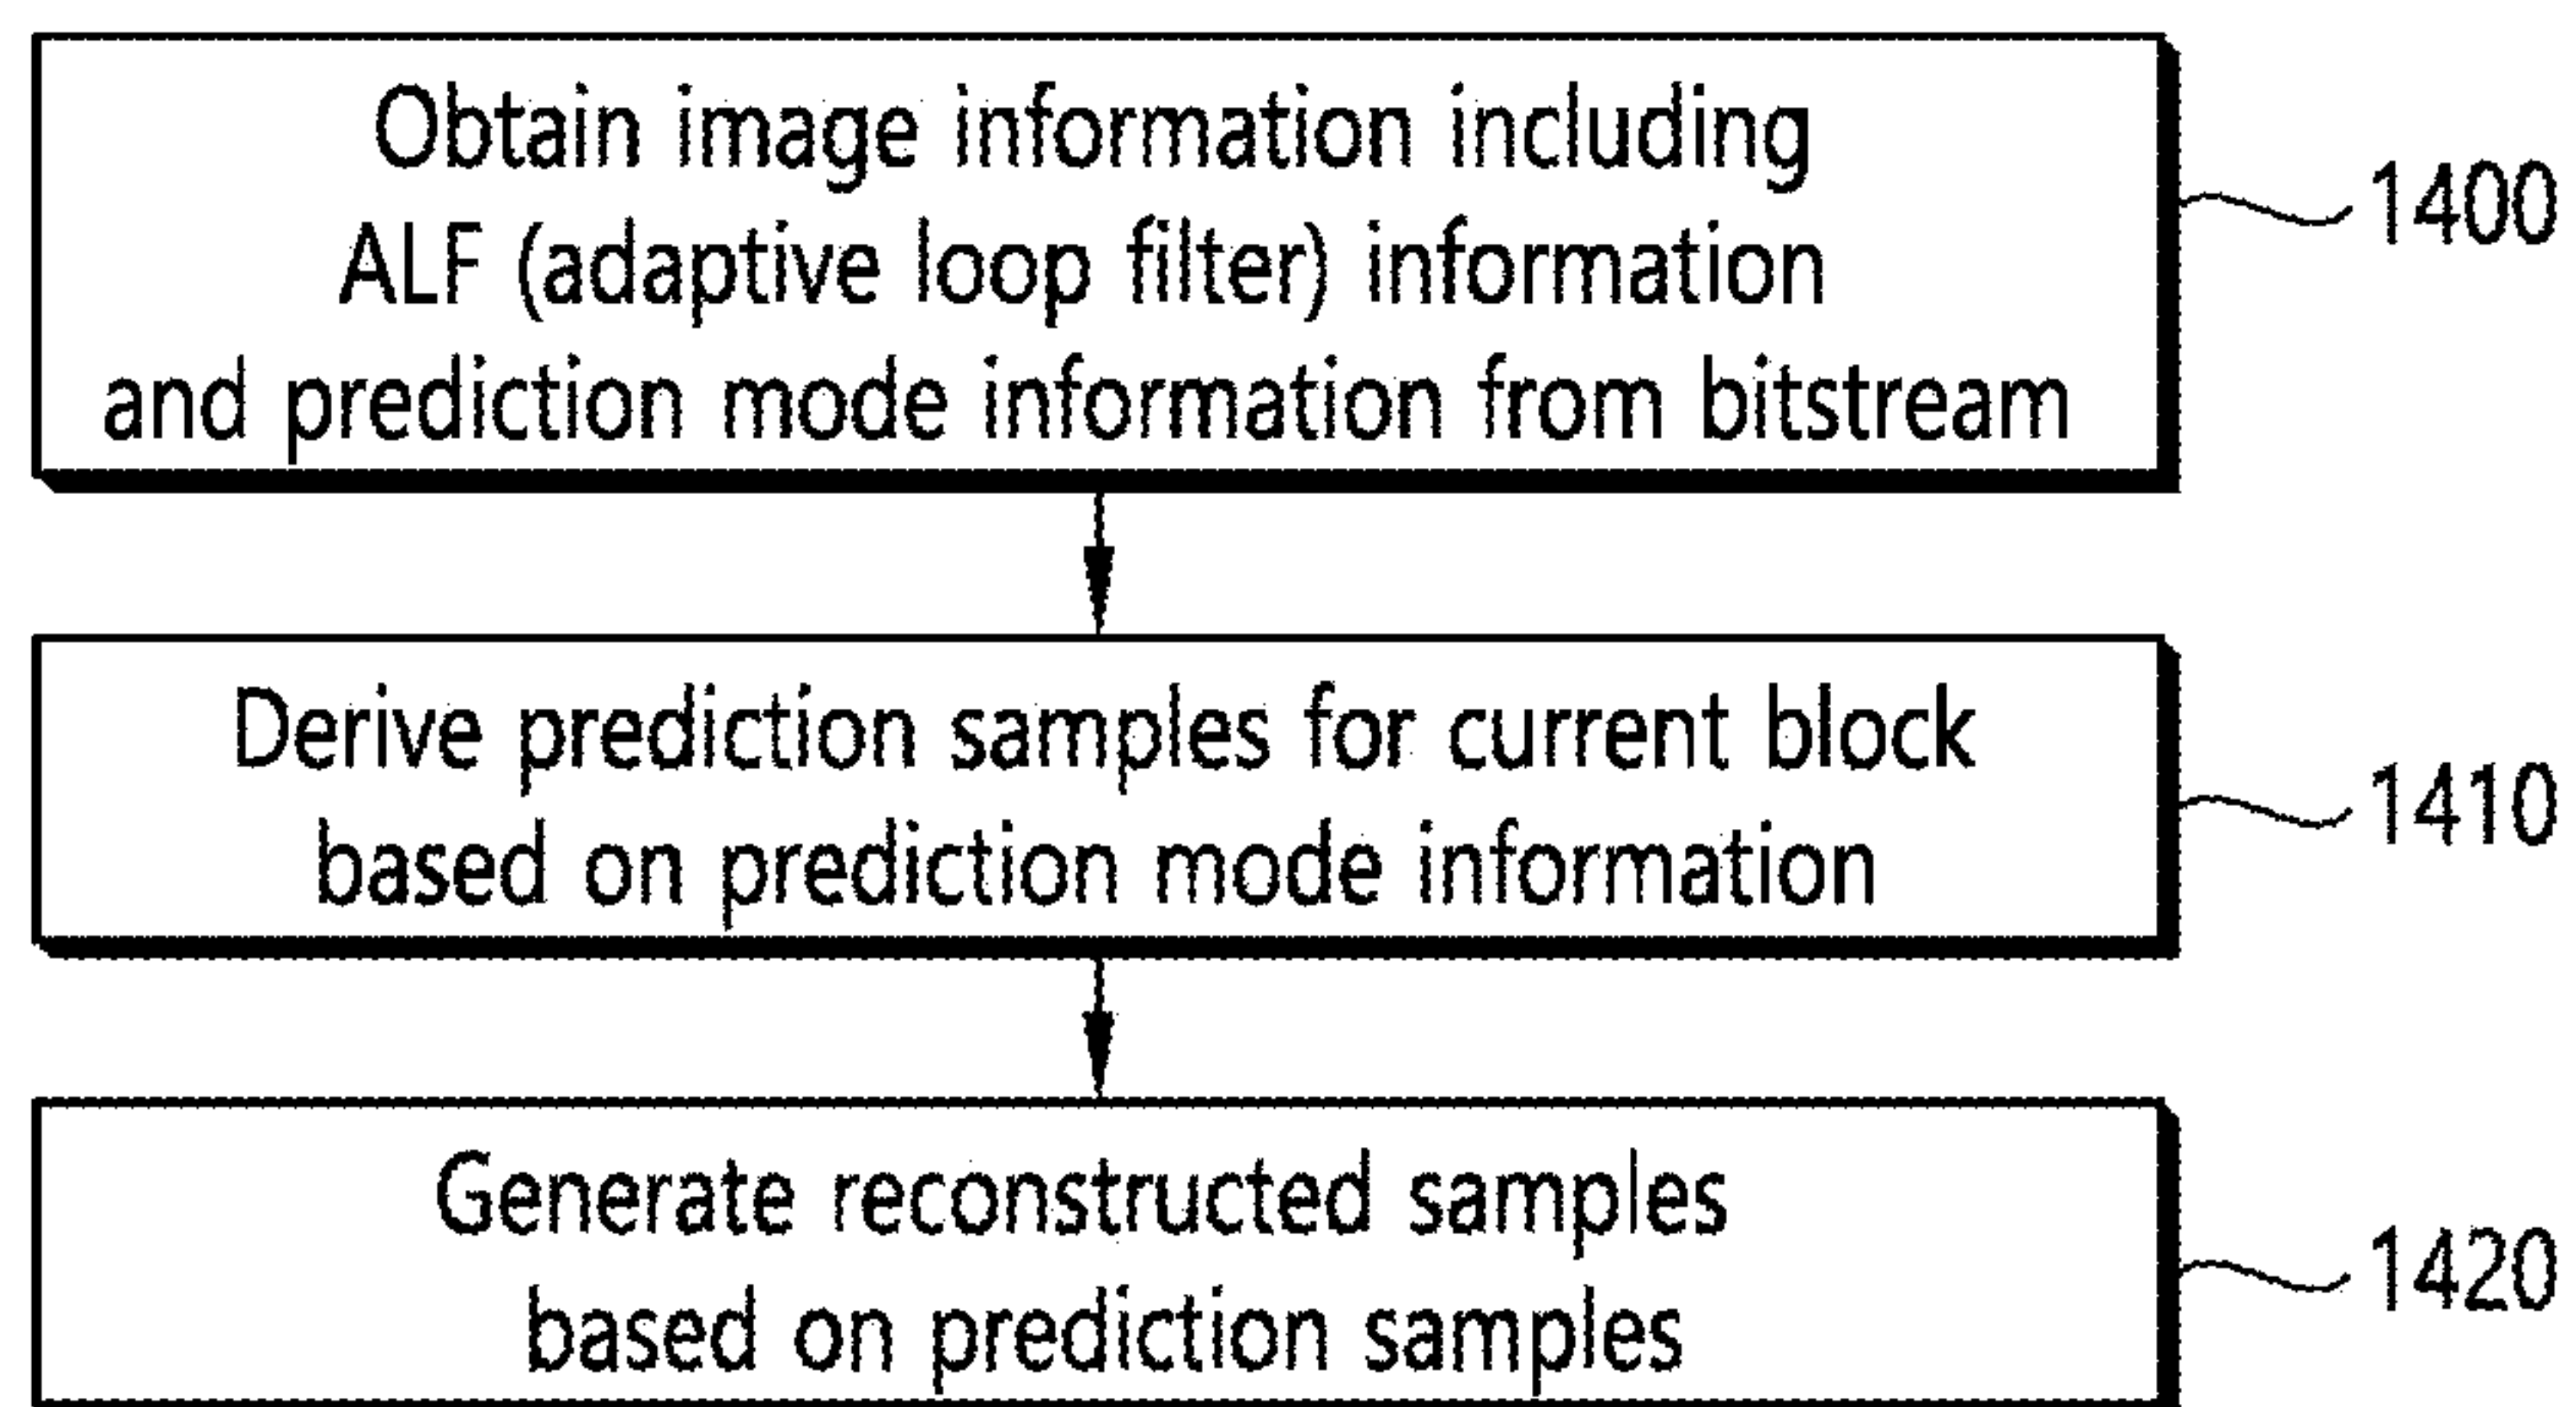 Obtain image information including
ALF (adaptive loop filter) information
and prediction mode information from bitstream
1400
Derive prediction samples for current block
based on prediction mode information
1410
Generate reconstructed samples
based on prediction samples
1420